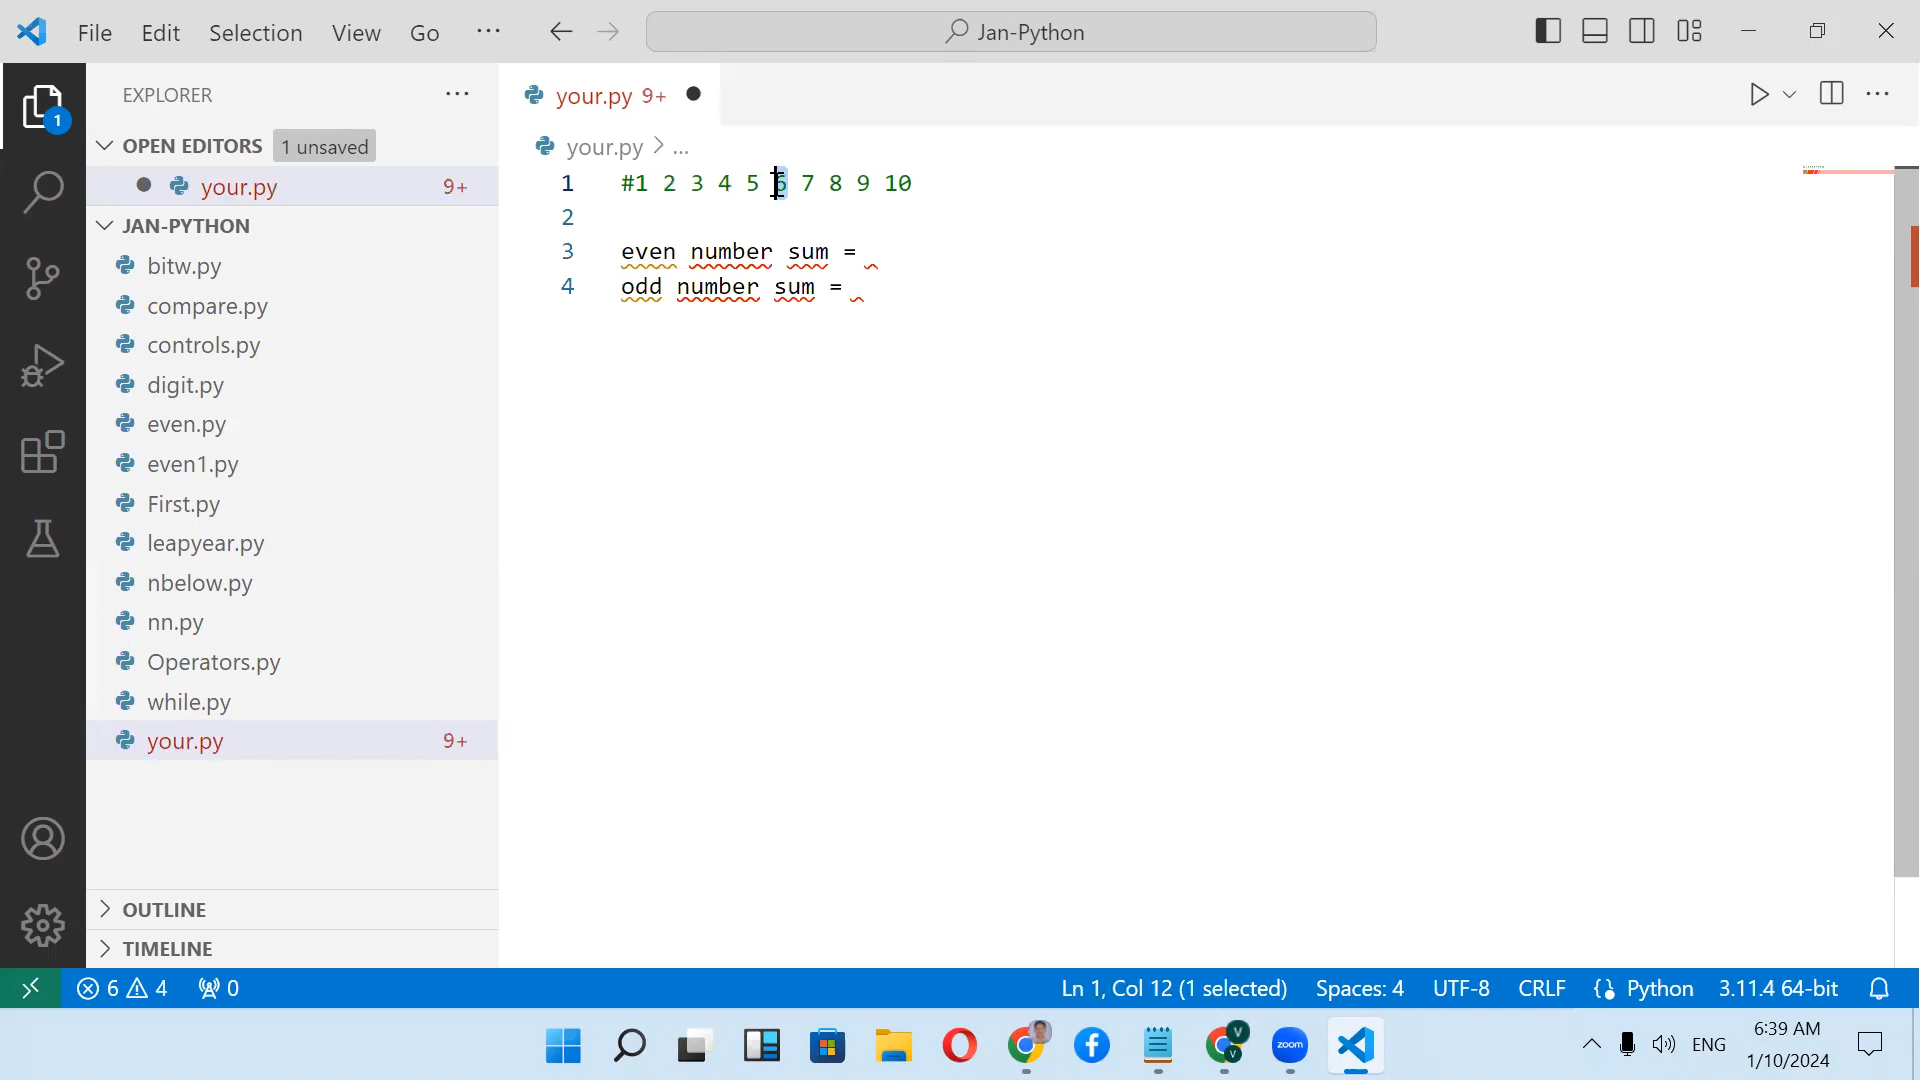 File Edit Selection View Go ··· Jan-Python
EXPLORER ···
OPEN EDITORS 1 unsaved
your.py 9+
JAN-PYTHON
bitw.py
compare.py
controls.py
digit.py
even.py
even1.py
First.py
leapyear.py
nbelow.py
nn.py
Operators.py
while.py
your.py 9+
OUTLINE
TIMELINE
1
your.py 9+
your.py > ...
1 #1 2 3 4 5 6 7 8 9 10
2
3 even number sum =
4 odd number sum =
6 4 0 Ln 1, Col 12 (1 selected) Spaces: 4 UTF-8 CRLF Python 3.11.4 64-bit
V
V
zoom
ENG
6:39 AM
1/10/2024